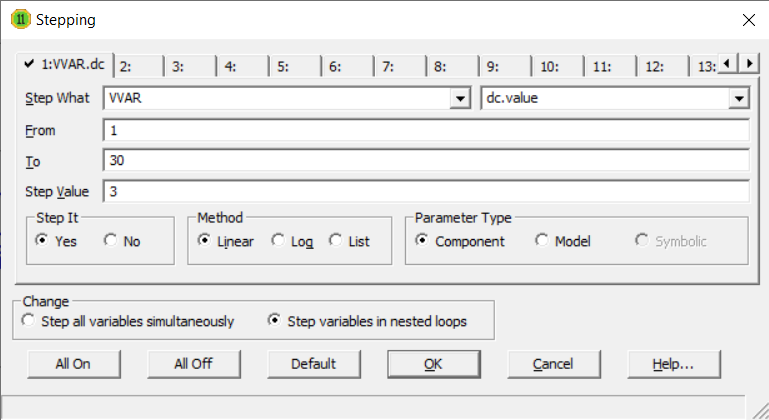 Stepping
1:VVAR.dc 2: 3: 4: 5: 6: 7: 8: 9: 10: 11: 12: 13:
Step What VVAR dc.value
From 1
To 30
Step Value 3
Step It Method Parameter Type
Yes No Linear Log List Component Model Symbolic
Change
Step all variables simultaneously Step variables in nested loops
All On All Off Default OK Cancel Help...